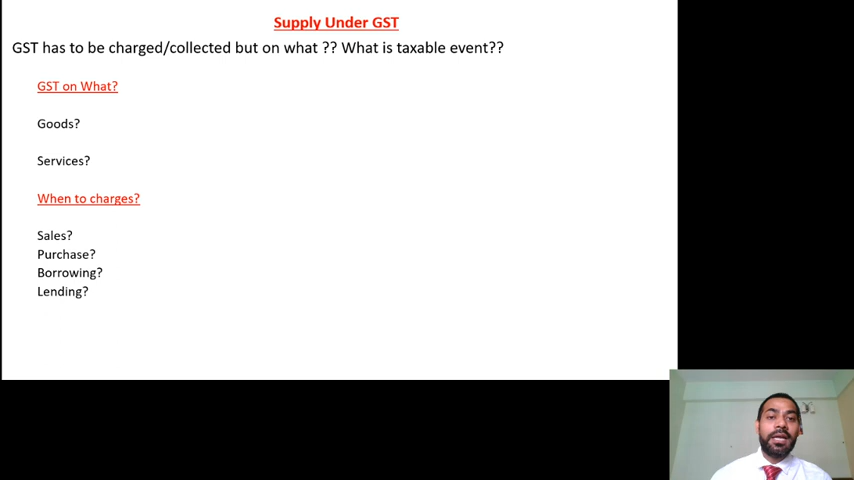 Supply Under GST
GST has to be charged/collected but on what ?? What is taxable event??
GST on What?
Goods?
Services?
When to charges?
Sales?
Purchase?
Borrowing?
Lending?